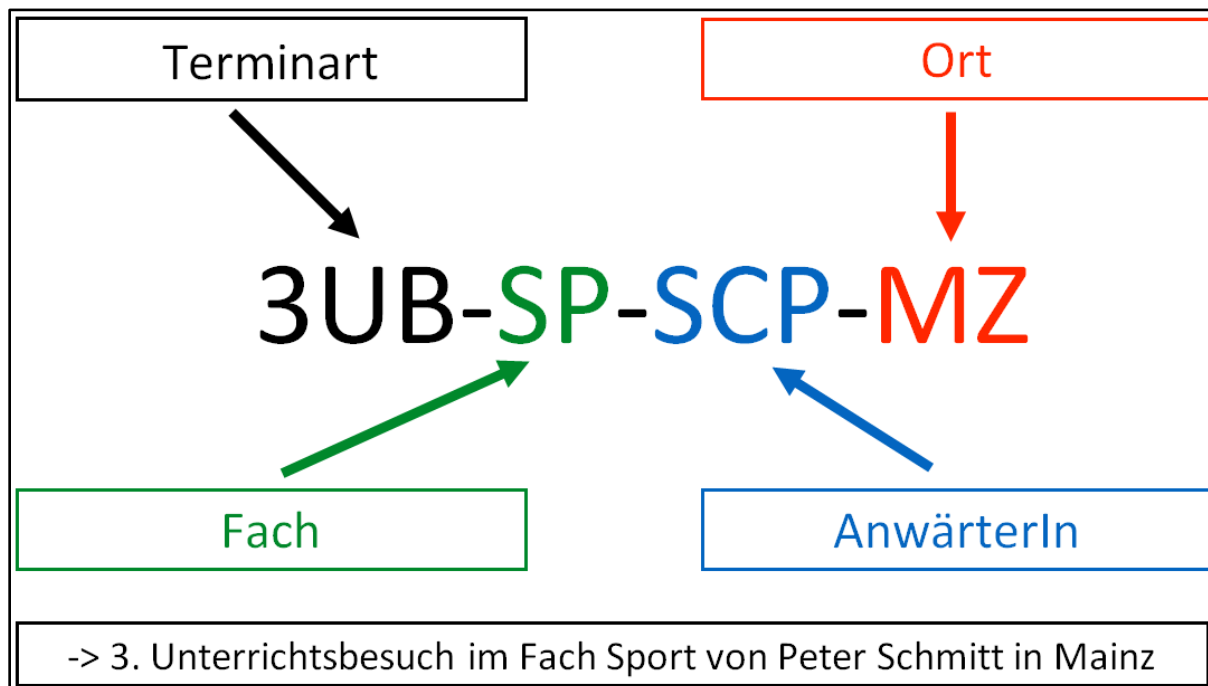 Terminart
Ort
3UB-SP-SCP-MZ
Fach
AnwärterIn
-> 3. Unterrichtsbesuch im Fach Sport von Peter Schmitt in Mainz